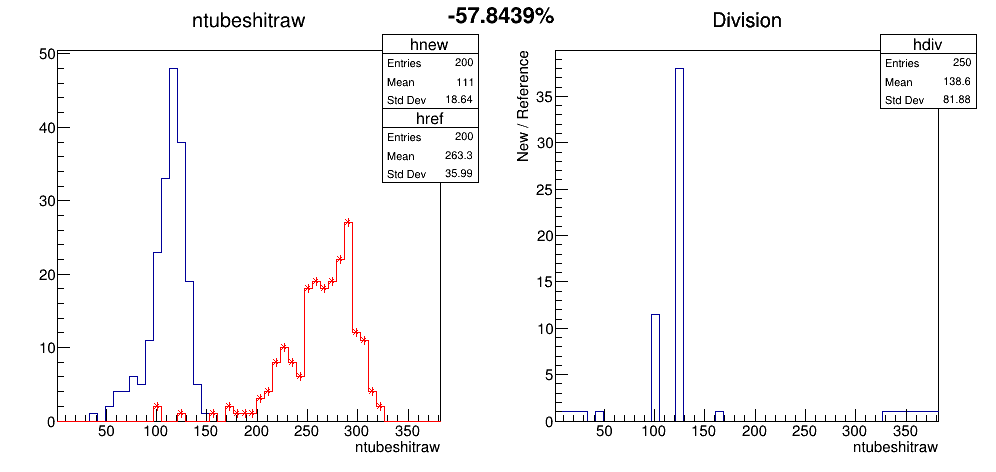 -57.8439%
ntubeshitraw
hnew
Entries 200
Mean 111
Std Dev 18.64
href
Entries 200
Mean 263.3
Std Dev 35.99
50
40
30
20
10
0
50 100 150 200 250 300 350
ntubeshitraw
Division
hdiv
Entries 250
Mean 138.6
Std Dev 81.88
New / Reference
35
30
25
20
15
10
5
0
50 100 150 200 250 300 350
ntubeshitraw